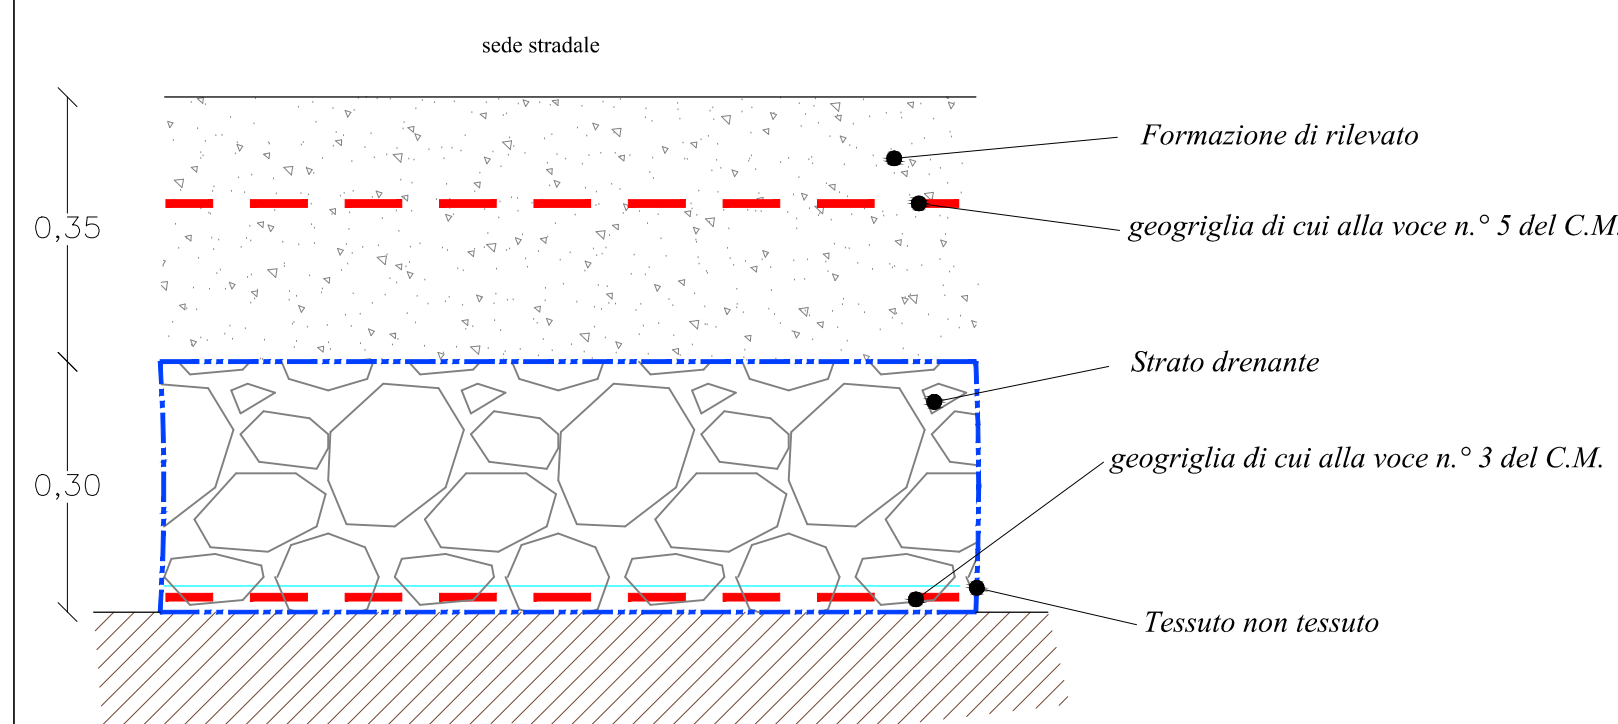 sede stradale
Formazione di rilevato
geogriglia di cui alla voce n.° 5 del C.M.
0,35
Strato drenante
geogriglia di cui alla voce n.° 3 del C.M.
0,30
Tessuto non tessuto